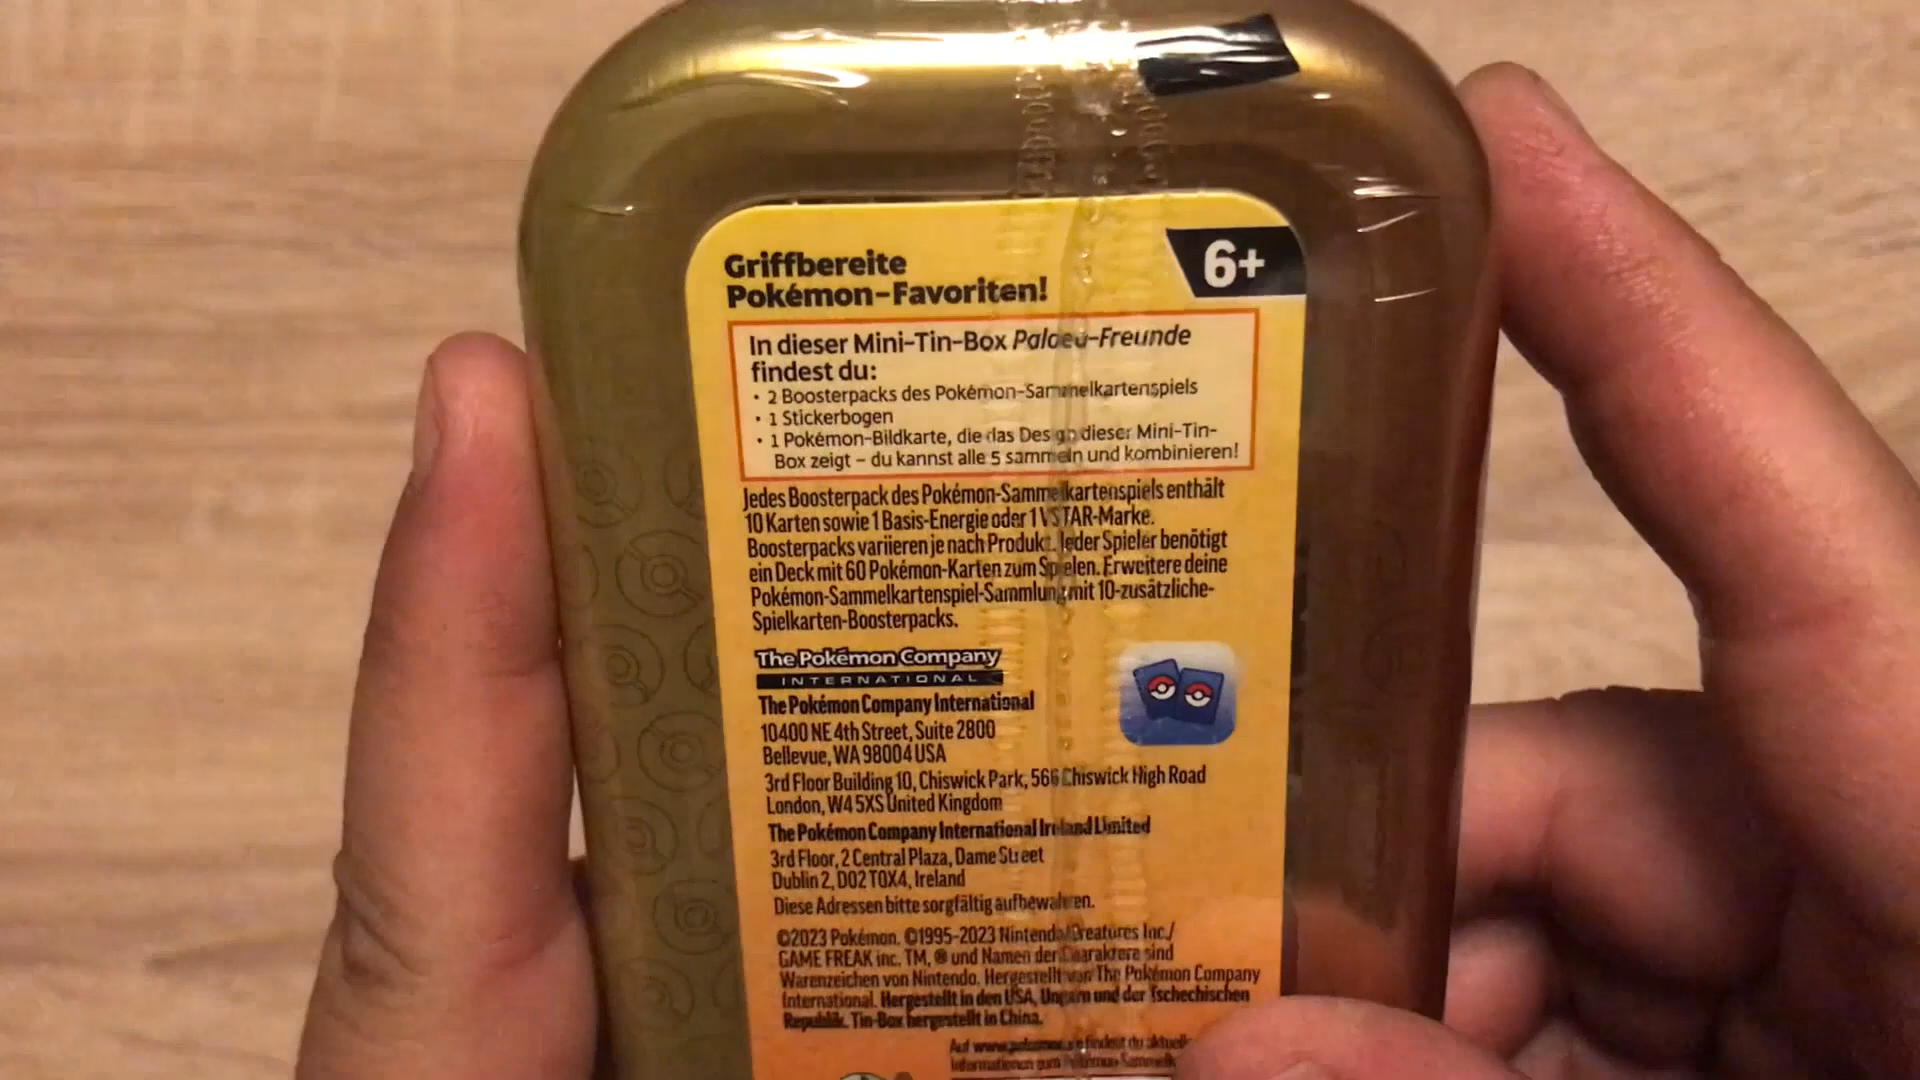 6+
Griffbereite
Pokémon-Favoriten!
In dieser Mini-Tin-Box Paldea-Freunde
findest du:
• 2 Boosterpacks des Pokémon-Sammelkartenspiels
• 1 Stickerbogen
• 1 Pokémon-Bildkarte, die das Design dieser Mini-Tin-
Box zeigt – du kannst alle 5 sammeln und kombinieren!
Jedes Boosterpack des Pokémon-Sammelkartenspiels enthält
10 Karten sowie 1 Basis-Energie oder 1 VSTAR-Marke.
Boosterpacks variieren je nach Produkt. Jeder Spieler benötigt
ein Deck mit 60 Pokémon-Karten zum Spielen. Erweitere deine
Pokémon-Sammelkartenspiel-Sammlung mit 10-zusätzliche-
Spielkarten-Boosterpacks.
The Pokémon Company
INTERNATIONAL
The Pokémon Company International
10400 NE 4th Street, Suite 2800
Bellevue, WA 98004 USA
3rd Floor Building 10, Chiswick Park, 566 Chiswick High Road
London, W4 5XS United Kingdom
The Pokémon Company International Ireland Limited
3rd Floor, 2 Central Plaza, Dame Street
Dublin 2, D02 T0X4, Ireland
Diese Adressen bitte sorgfältig aufbewahren.
©2023 Pokémon. ©1995-2023 Nintendo/Creatures Inc./
GAME FREAK inc. TM, ® und Namen der Charaktere sind
Warenzeichen von Nintendo. Hergestellt von The Pokémon Company
International. Hergestellt in den USA, Ungarn und der Tschechischen
Republik. Tin-Box hergestellt in China.
Auf findest du
Informationen zum